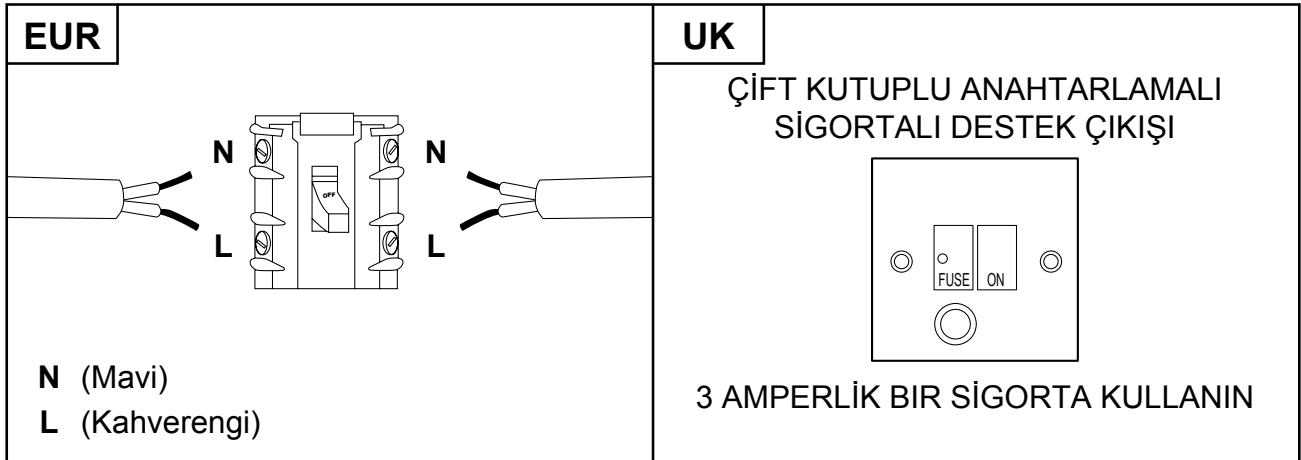 EUR
N N
OFF
L L
N (Mavi)
L (Kahverengi)
UK
ÇİFT KUTUPLU ANAHTARLAMALI
SİGORTALI DESTEK ÇIKIŞI
FUSE ON
3 AMPERLİK BIR SİGORTA KULLANIN